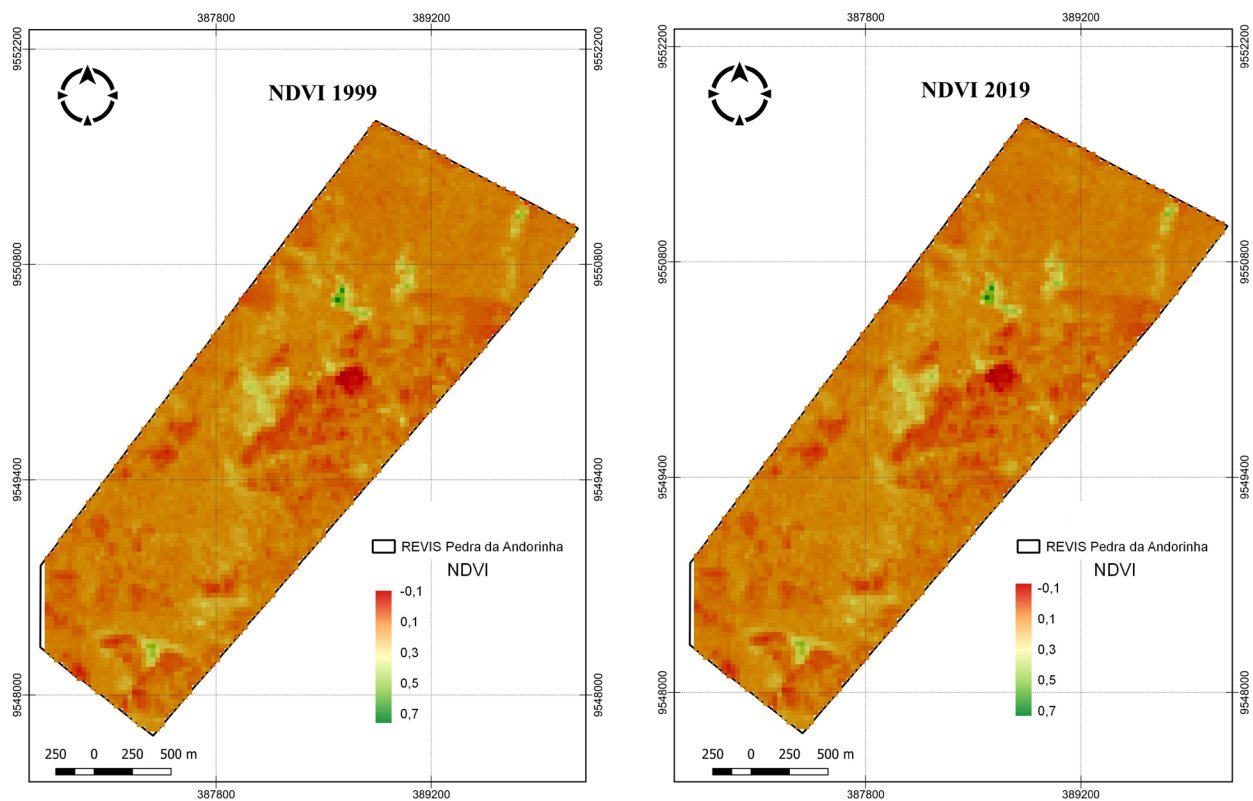 387800 389200
9552200 9552200
NDVI 1999
9550800 9550800
9549400 9549400
REVIS Pedra da Andorinha
NDVI
-0,1
0,1
0,3
0,5
0,7
9548000 9548000
250 0 250 500 m
387800 389200
387800 389200
9552200 9552200
NDVI 2019
9550800 9550800
9549400 9549400
REVIS Pedra da Andorinha
NDVI
-0,1
0,1
0,3
0,5
0,7
9548000 9548000
250 0 250 500 m
387800 389200